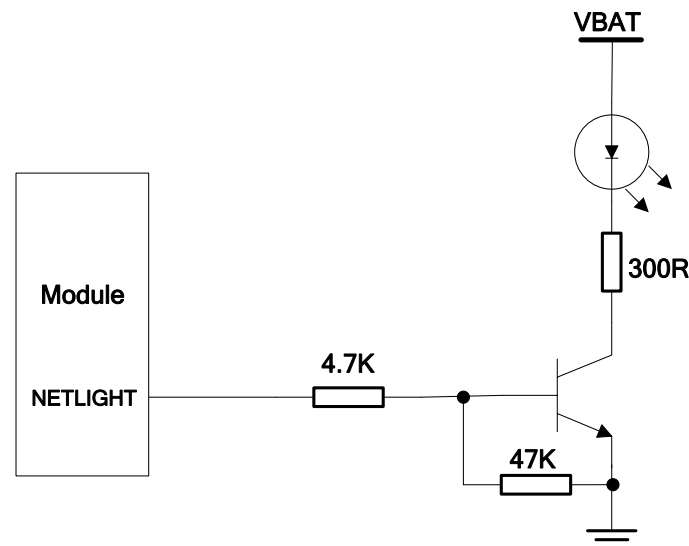 VBAT
300R
Module
4.7K
NETLIGHT
47K